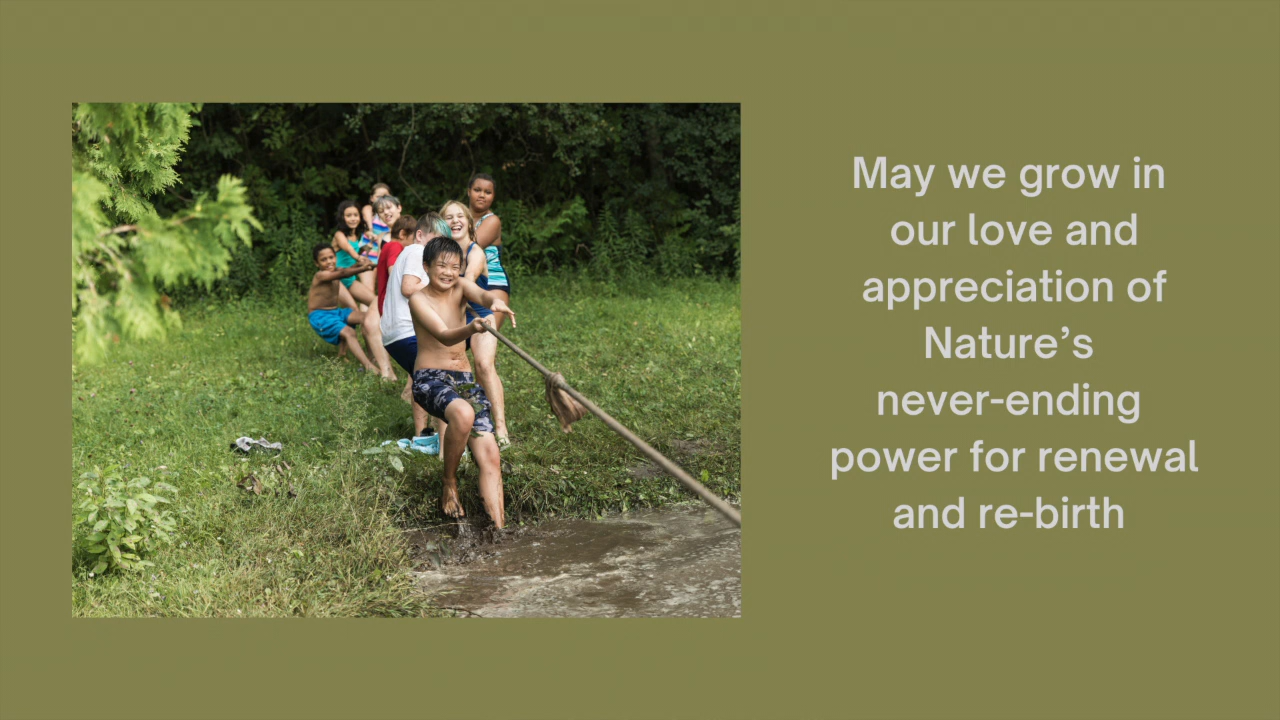 May we grow in
our love and
appreciation of
Nature’s
never-ending
power for renewal
and re-birth